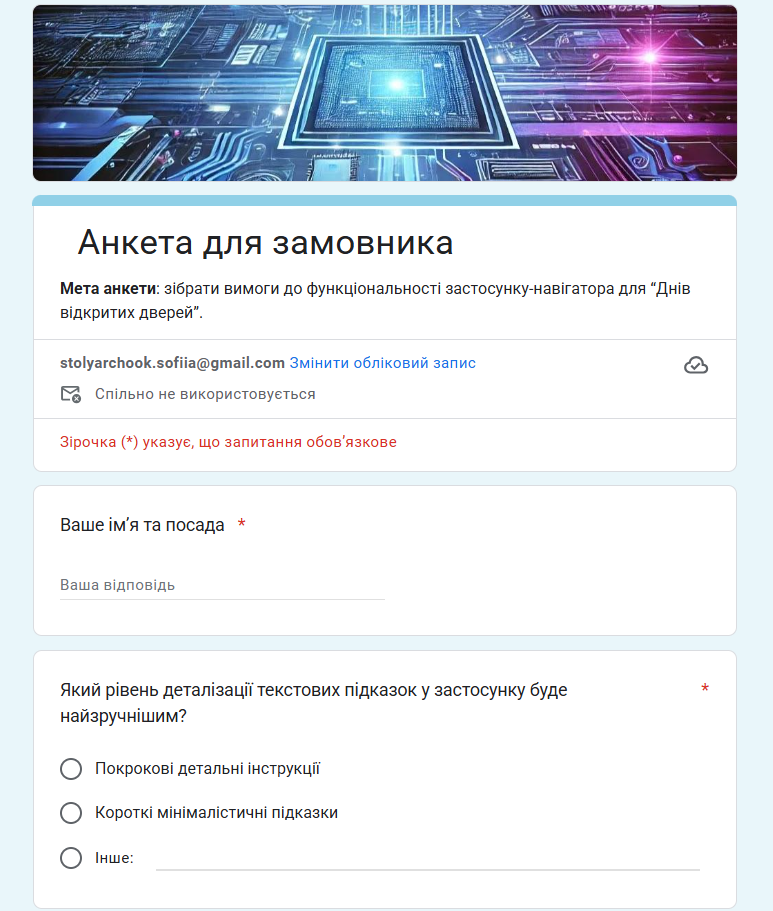 Анкета для замовника
Мета анкети: зібрати вимоги до функціональності застосунку-навігатора для “Днів
відкритих дверей”.
stolyarchook.sofiia@gmail.com Змінити обліковий запис
Спільно не використовується
Зірочка (*) указує, що запитання обов’язкове
Ваше ім’я та посада *
Ваша відповідь
Який рівень деталізації текстових підказок у застосунку буде *
найзручнішим?
Покрокові детальні інструкції
Короткі мінімалістичні підказки
Інше: